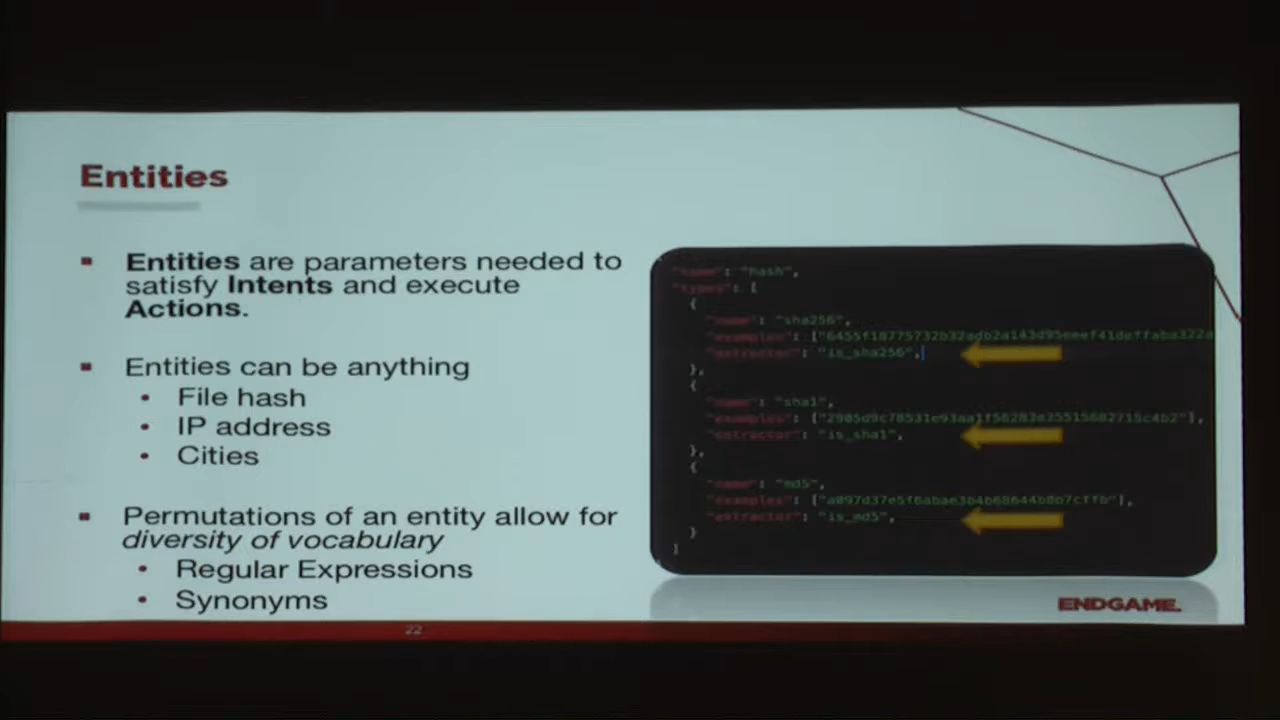 Entities
▪ Entities are parameters needed to
satisfy Intents and execute
Actions.
▪ Entities can be anything
• File hash
• IP address
• Cities
▪ Permutations of an entity allow for
diversity of vocabulary
• Regular Expressions
• Synonyms
"name": "hash",
"types": [
{
"name": "sha256",
"examples": [
"extractor": "is_sha256",
},
{
"name": "sha1",
"examples": [
"extractor": "is_sha1",
},
{
"name": "md5",
"examples": [
"extractor": "is_md5",
}
]
ENDGAME.
22